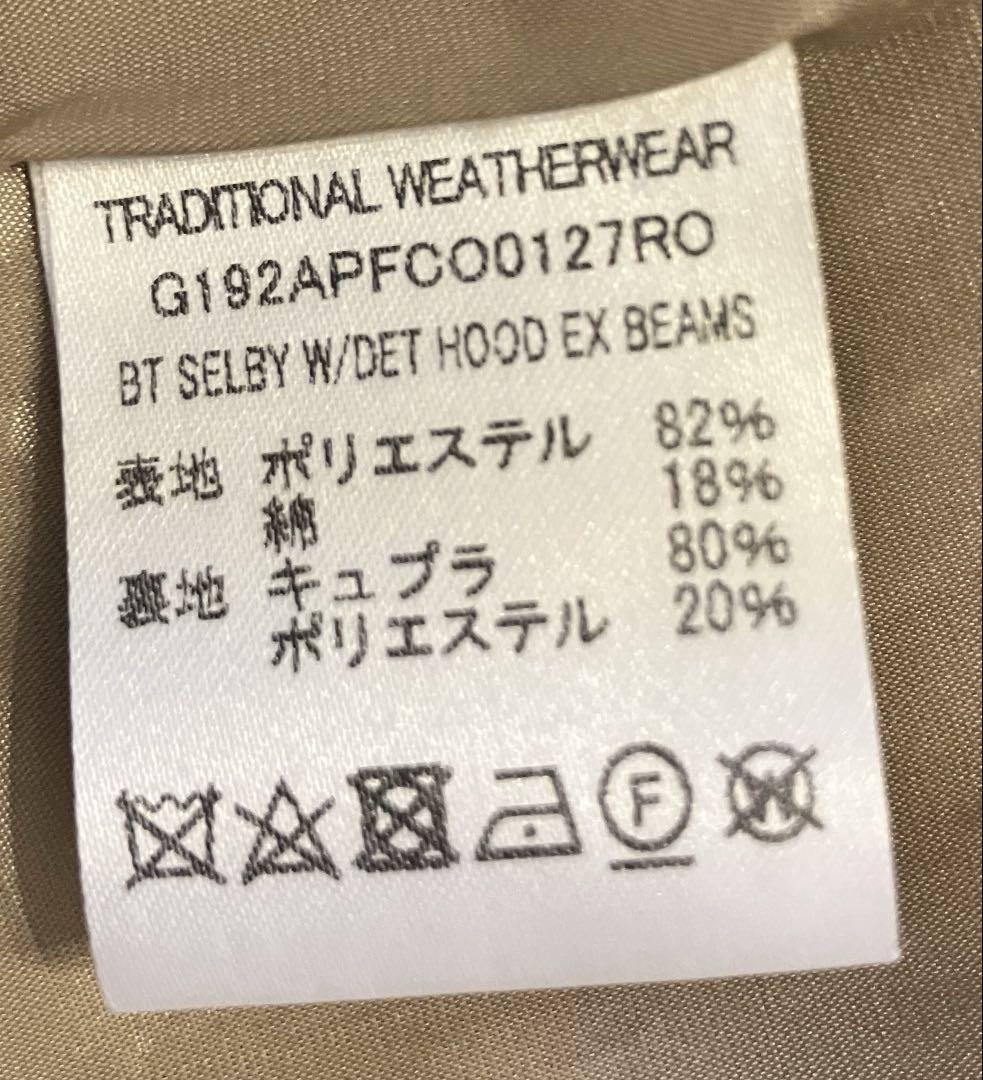 TRADITIONAL WEATHERWEAR
G192APFCO0127RO
BT SELBY W/DET HOOD EX BEAMS
表地 ポリエステル 82%
綿 18%
裏地 キュプラ 80%
ポリエステル 20%
F W